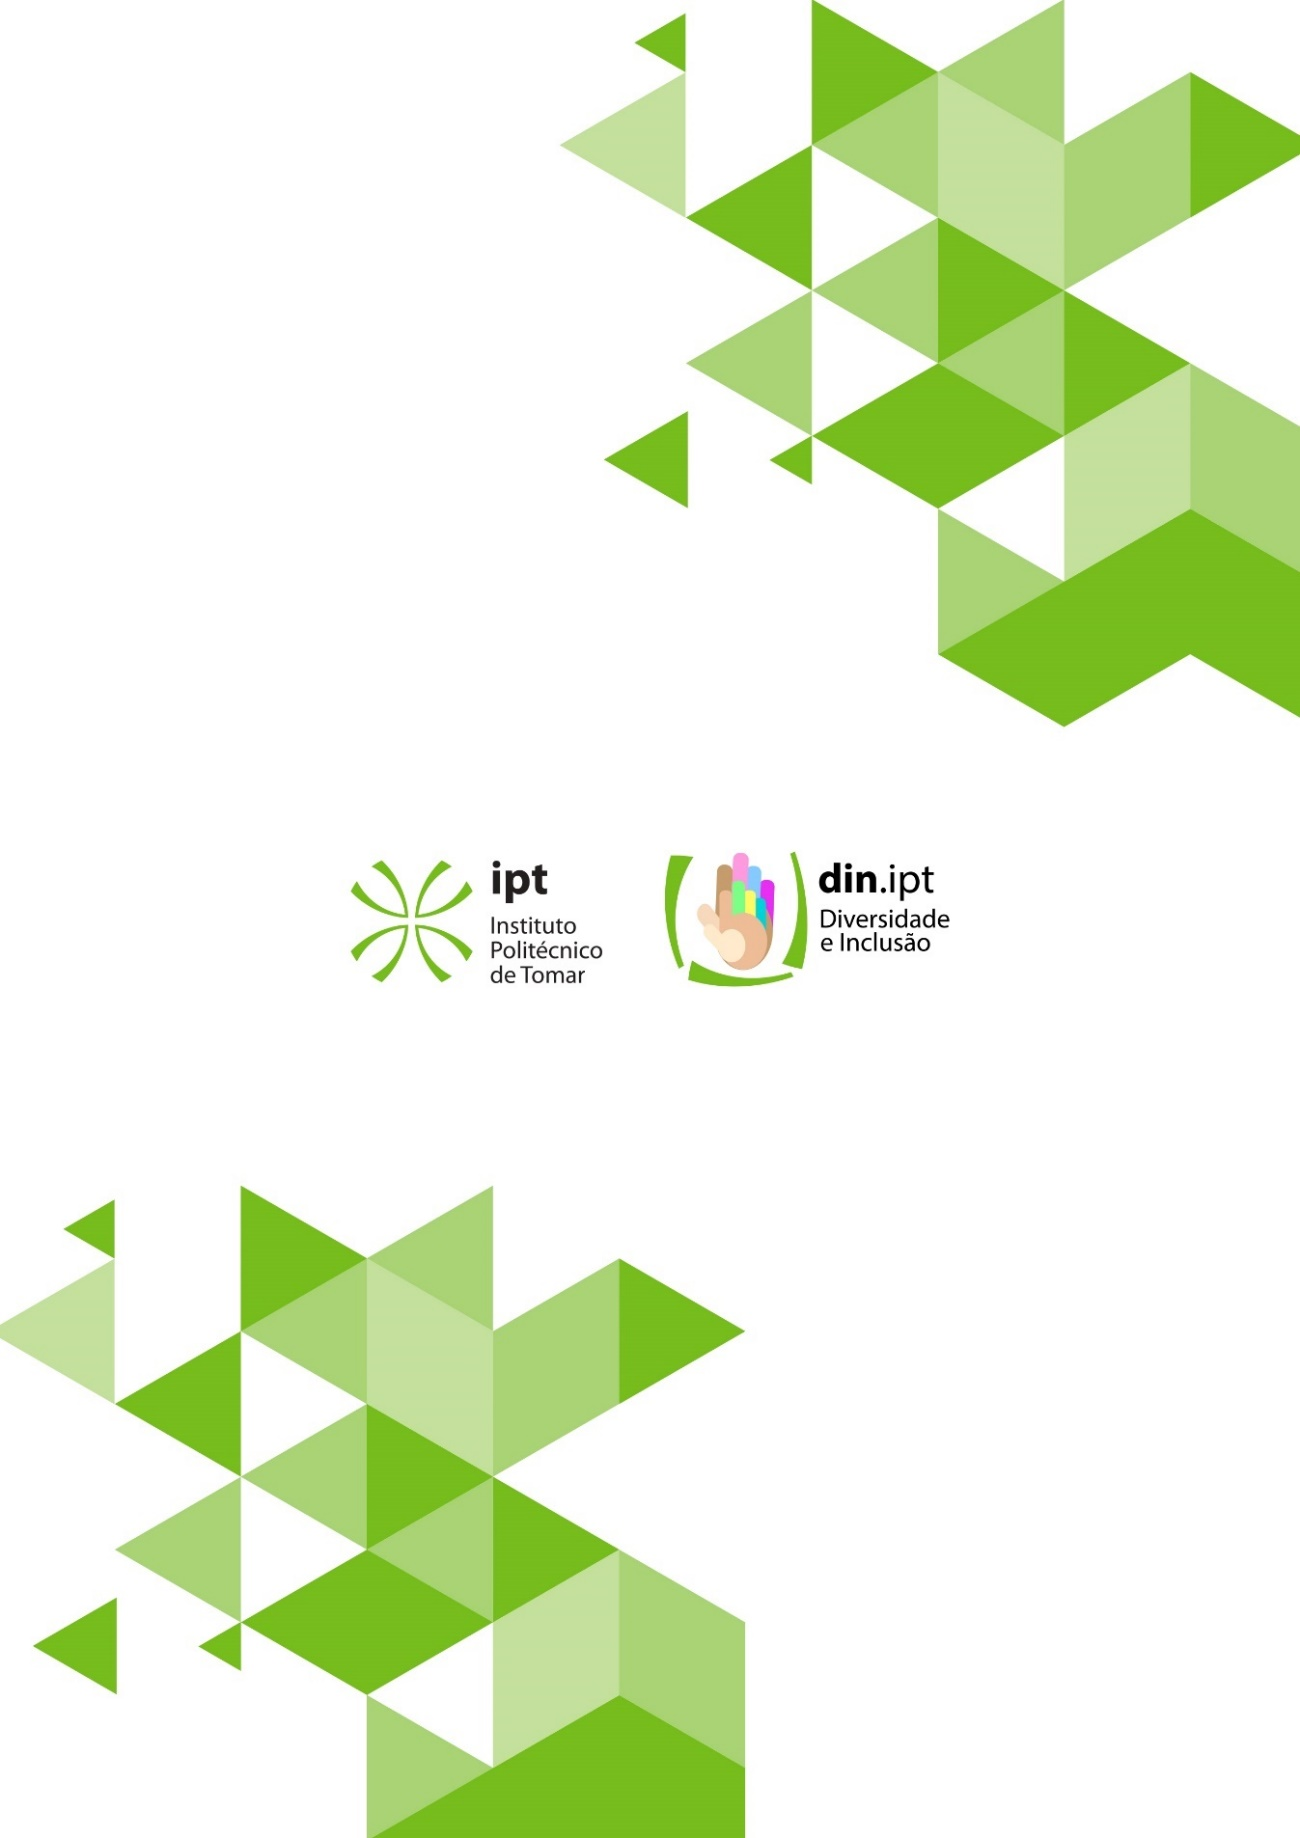 ipt
Instituto
Politécnico
de Tomar
din.ipt
Diversidade
e Inclusão